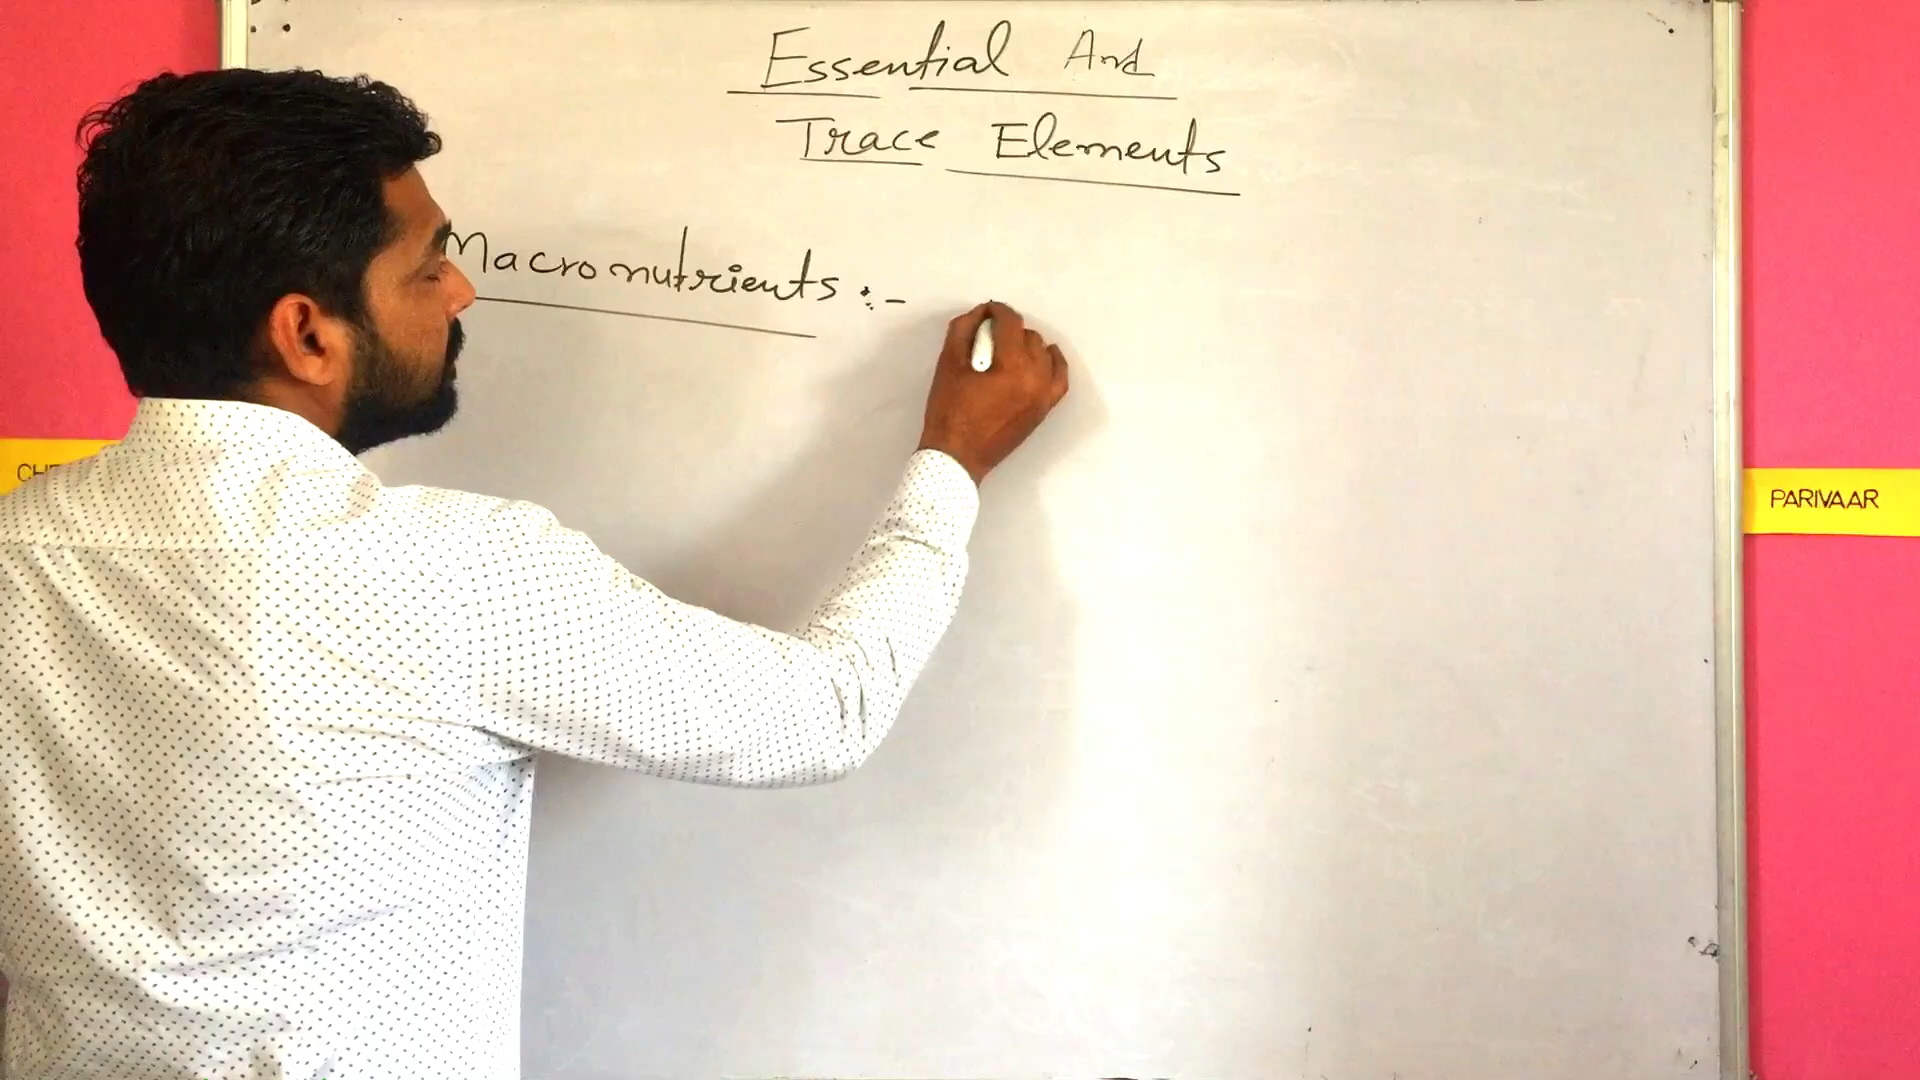 Essential And
Trace Elements
Macronutrients :-
PARIVAAR